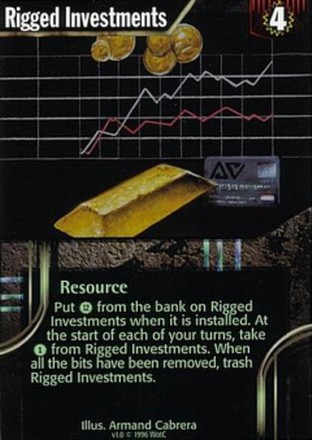 Rigged Investments
4
Resource
Put 12 from the bank on Rigged
Investments when it is installed. At
the start of each of your turns, take
1 from Rigged Investments. When
all the bits have been removed, trash
Rigged Investments.
Illus. Armand Cabrera
v1.0 © 1996 WotC